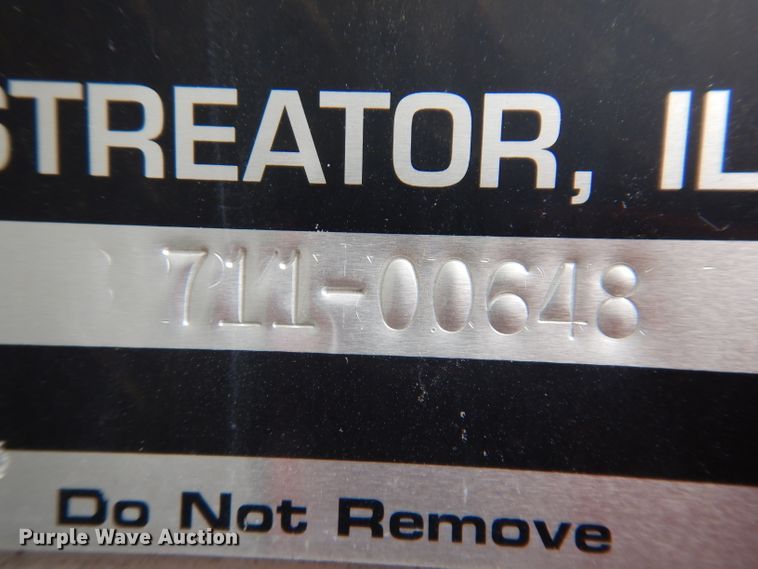 STREATOR, IL
711-00648
Do Not Remove
Purple Wave Auction